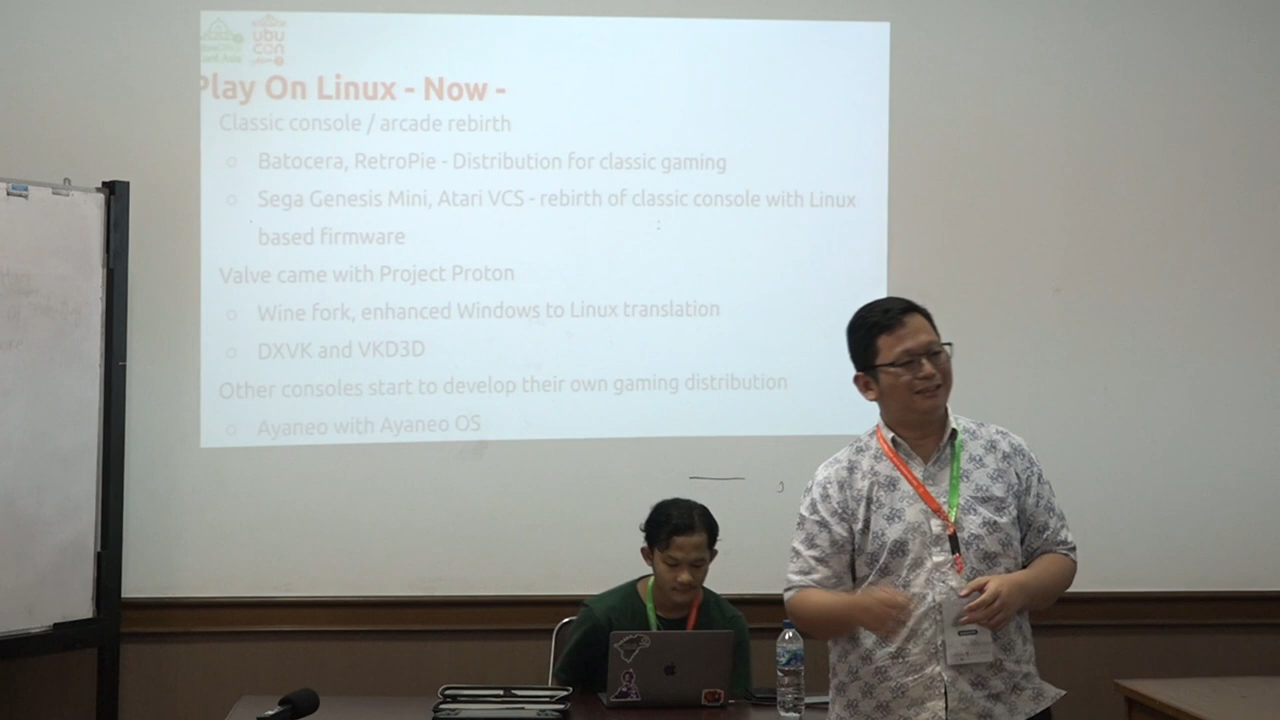 ubu
con
Play On Linux - Now -
Classic console / arcade rebirth
○ Batocera, RetroPie - Distribution for classic gaming
○ Sega Genesis Mini, Atari VCS - rebirth of classic console with Linux
based firmware
Valve came with Project Proton
○ Wine fork, enhanced Windows to Linux translation
○ DXVK and VKD3D
Other consoles start to develop their own gaming distribution
○ Ayaneo with Ayaneo OS